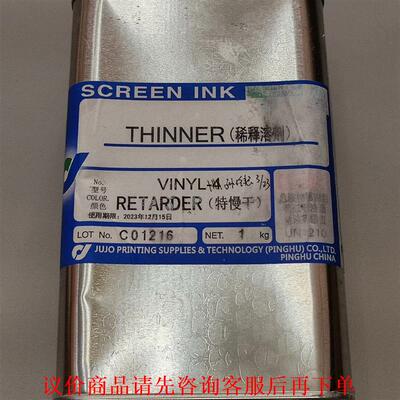 SCREEN INK
THINNER(稀释溶剂)
No.
型号
VINYL
COLOR.
颜色
RETARDER(特慢干)
使用期限:2023年12月15日
LOT No. C01216 NET. 1 kg
JUJO PRINTING SUPPLIES & TECHNOLOGY (PINGHU) CO.,LTD.
PINGHU CHINA
议价商品请先咨询客服后再下单